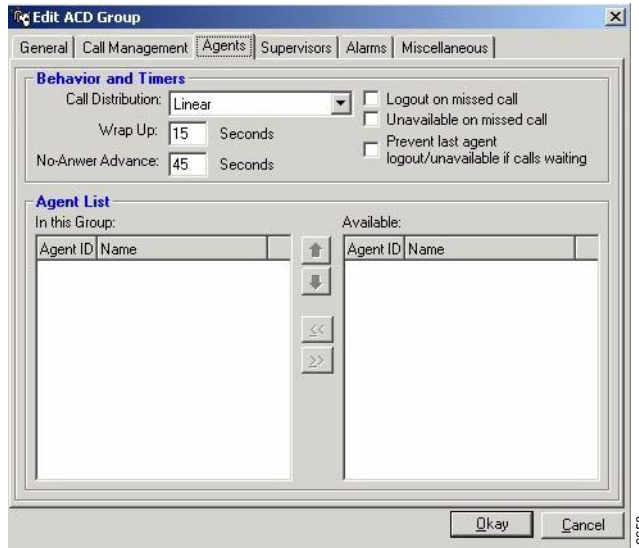 Edit ACD Group
General Call Management Agents Supervisors Alarms Miscellaneous
Behavior and Timers
Call Distribution: Linear
Logout on missed call
Unavailable on missed call
Wrap Up: 15 Seconds
Prevent last agent
logout/unavailable if calls waiting
No-Anwer Advance: 45 Seconds
Agent List
In this Group:
Available:
Agent ID Name
Agent ID Name
<<
>>
Okay Cancel